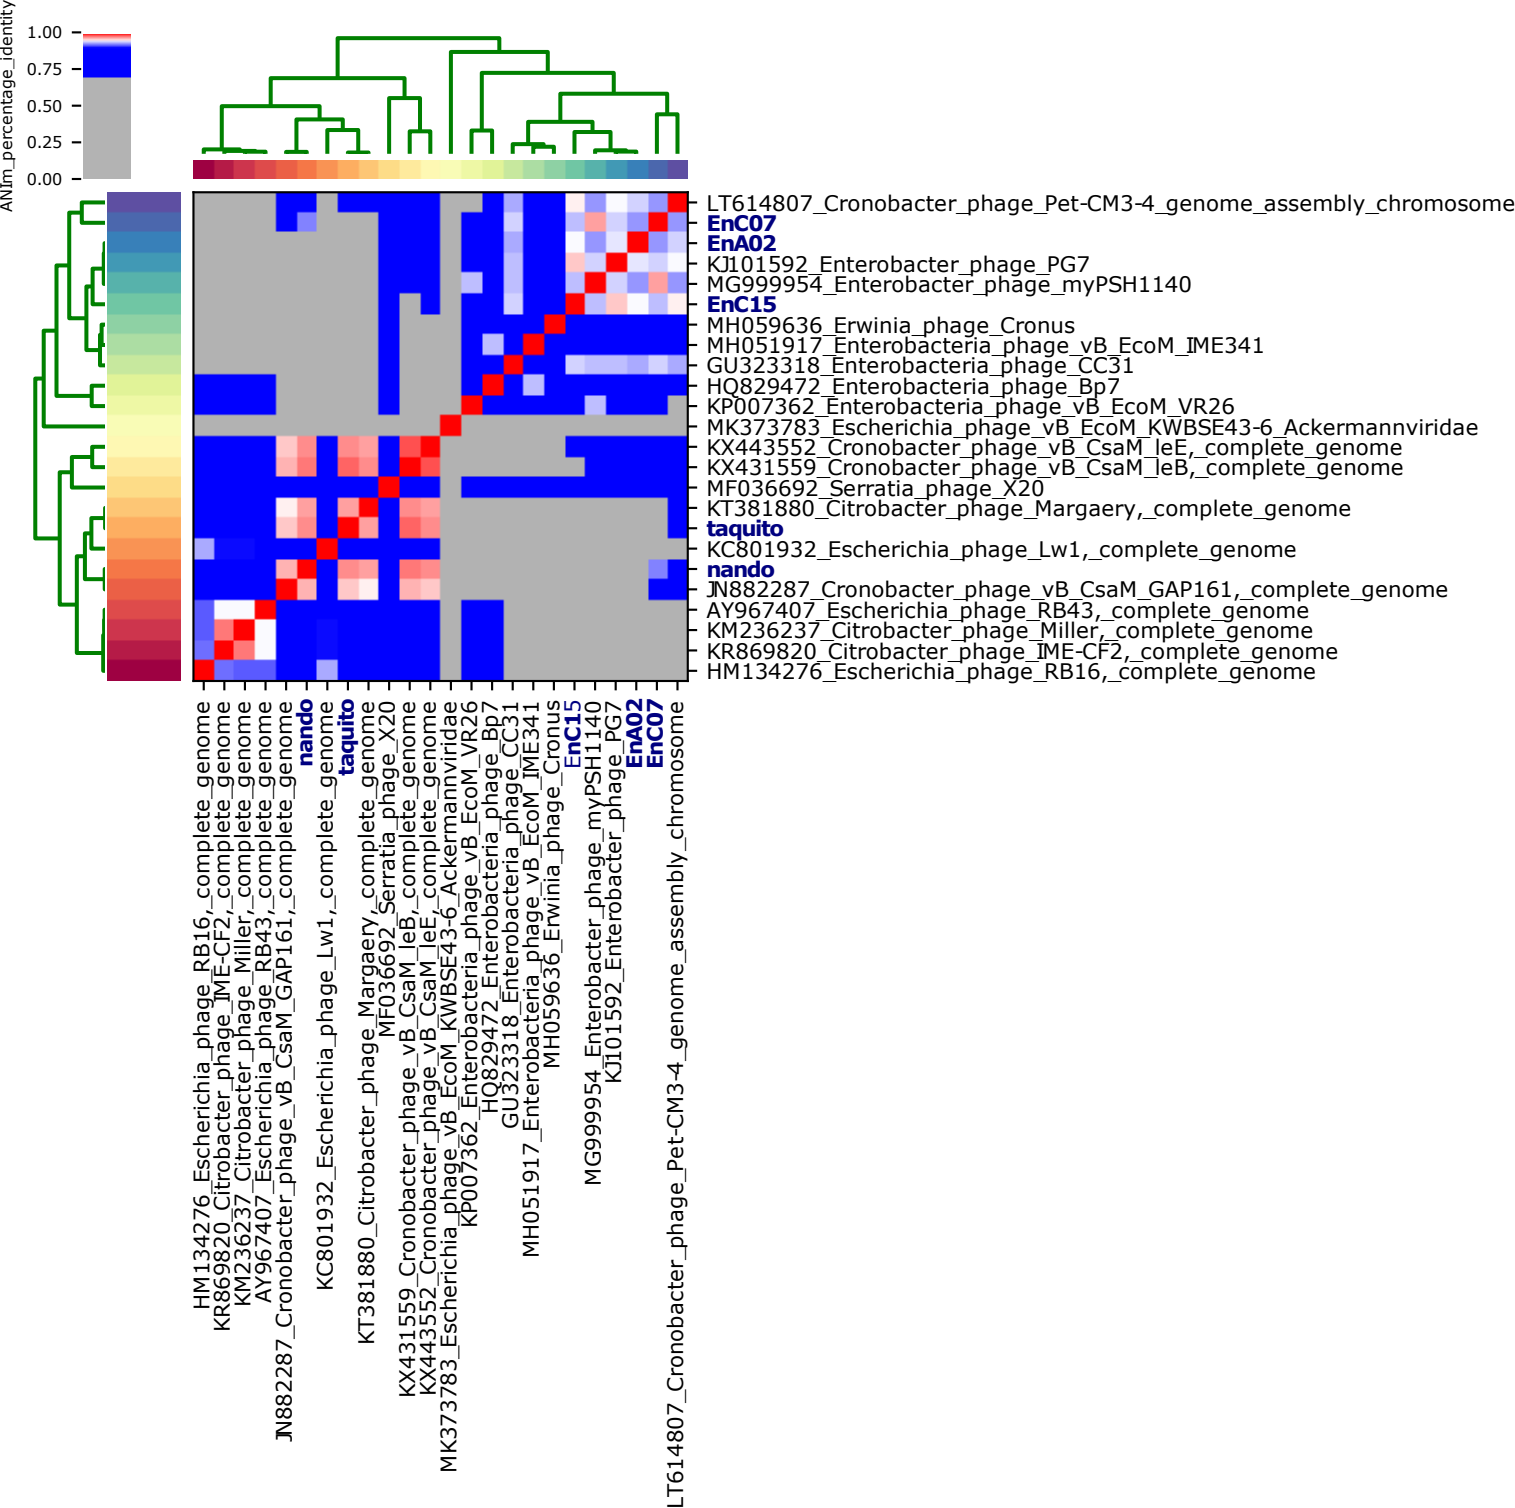 ANIm_percentage_identity
1.00
0.75
0.50
0.25
0.00
LT614807_Cronobacter_phage_Pet-CM3-4_genome_assembly_chromosome
EnC07
EnA02
KJ101592_Enterobacter_phage_PG7
MG999954_Enterobacter_phage_myPSH1140
EnC15
MH059636_Erwinia_phage_Cronus
MH051917_Enterobacteria_phage_vB_EcoM_IME341
GU323318_Enterobacteria_phage_CC31
HQ829472_Enterobacteria_phage_Bp7
KP007362_Enterobacteria_phage_vB_EcoM_VR26
MK373783_Escherichia_phage_vB_EcoM_KWBSE43-6_Ackermannviridae
KX443552_Cronobacter_phage_vB_CsaM_leE,_complete_genome
KX431559_Cronobacter_phage_vB_CsaM_leB,_complete_genome
MF036692_Serratia_phage_X20
KT381880_Citrobacter_phage_Margaery,_complete_genome
taquito
KC801932_Escherichia_phage_Lw1,_complete_genome
nando
JN882287_Cronobacter_phage_vB_CsaM_GAP161,_complete_genome
AY967407_Escherichia_phage_RB43,_complete_genome
KM236237_Citrobacter_phage_Miller,_complete_genome
KR869820_Citrobacter_phage_IME-CF2,_complete_genome
HM134276_Escherichia_phage_RB16,_complete_genome
HM134276_Escherichia_phage_RB16,_complete_genome
KR869820_Citrobacter_phage_IME-CF2,_complete_genome
KM236237_Citrobacter_phage_Miller,_complete_genome
AY967407_Escherichia_phage_RB43,_complete_genome
JN882287_Cronobacter_phage_vB_CsaM_GAP161,_complete_genome
nando
KC801932_Escherichia_phage_Lw1,_complete_genome
taquito
KT381880_Citrobacter_phage_Margaery,_complete_genome
MF036692_Serratia_phage_X20
KX431559_Cronobacter_phage_vB_CsaM_leB,_complete_genome
KX443552_Cronobacter_phage_vB_CsaM_leE,_complete_genome
MK373783_Escherichia_phage_vB_EcoM_KWBSE43-6_Ackermannviridae
KP007362_Enterobacteria_phage_vB_EcoM_VR26
HQ829472_Enterobacteria_phage_Bp7
GU323318_Enterobacteria_phage_CC31
MH051917_Enterobacteria_phage_vB_EcoM_IME341
MH059636_Erwinia_phage_Cronus
EnC15
MG999954_Enterobacter_phage_myPSH1140
KJ101592_Enterobacter_phage_PG7
EnA02
EnC07
LT614807_Cronobacter_phage_Pet-CM3-4_genome_assembly_chromosome